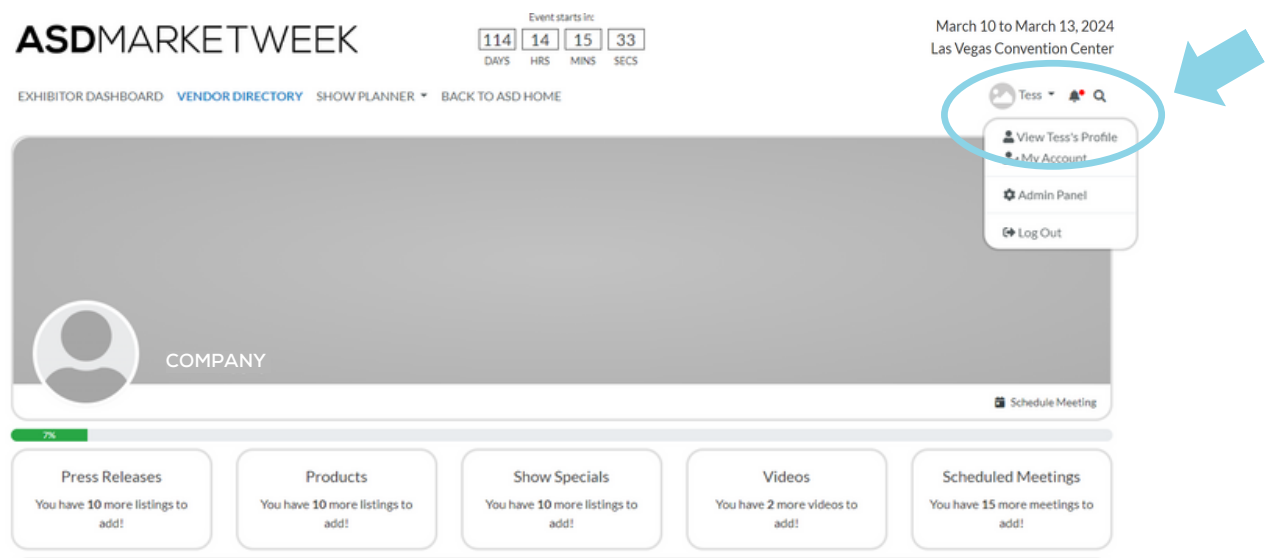 ASDMARKETWEEK
Event starts in:
114 14 15 33
DAYS HRS MINS SECS
March 10 to March 13, 2024
Las Vegas Convention Center
EXHIBITOR DASHBOARD VENDOR DIRECTORY SHOW PLANNER BACK TO ASD HOME
Tess
View Tess's Profile
My Account
Admin Panel
Log Out
COMPANY
Schedule Meeting
7%
Press Releases
You have 10 more listings to
add!
Products
You have 10 more listings to
add!
Show Specials
You have 10 more listings to
add!
Videos
You have 2 more videos to
add!
Scheduled Meetings
You have 15 more meetings to
add!